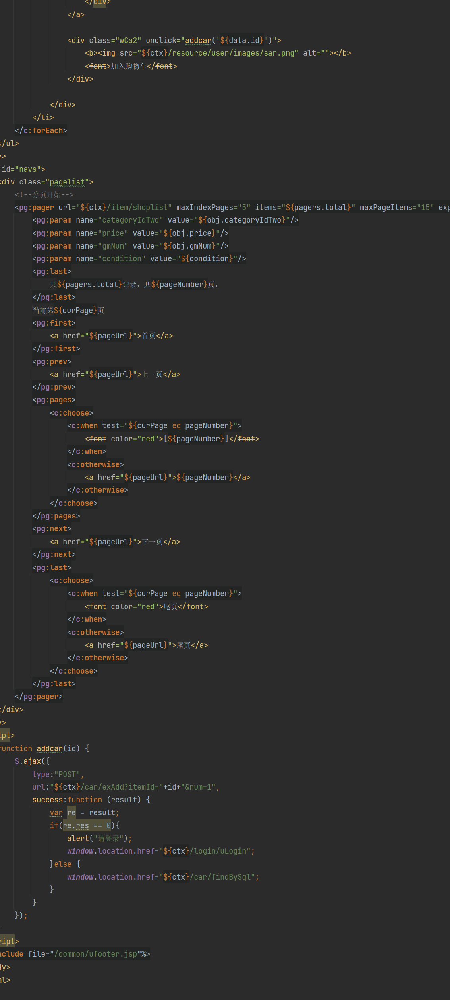 </div>
</a>
<div class="wCa2" onclick="addcar('${data.id}')">
<b><img src="${ctx}/resource/user/images/sar.png" alt=""></b>
<font>加入购物车</font>
</div>
</div>
</li>
</c:forEach>
</ul>
>
id="navs">
<div class="pagelist">
<!--分页开始-->
<pg:pager url="${ctx}/item/shoplist" maxIndexPages="5" items="${pagers.total}" maxPageItems="15" exp
<pg:param name="categoryIdTwo" value="${obj.categoryIdTwo}"/>
<pg:param name="price" value="${obj.price}"/>
<pg:param name="gmNum" value="${obj.gmNum}"/>
<pg:param name="condition" value="${condition}"/>
<pg:last>
共${pagers.total}记录，共${pageNumber}页，
</pg:last>
当前第${curPage}页
<pg:first>
<a href="${pageUrl}">首页</a>
</pg:first>
<pg:prev>
<a href="${pageUrl}">上一页</a>
</pg:prev>
<pg:pages>
<c:choose>
<c:when test="${curPage eq pageNumber}">
<font color="red">[${pageNumber}]</font>
</c:when>
<c:otherwise>
<a href="${pageUrl}">${pageNumber}</a>
</c:otherwise>
</c:choose>
</pg:pages>
<pg:next>
<a href="${pageUrl}">下一页</a>
</pg:next>
<pg:last>
<c:choose>
<c:when test="${curPage eq pageNumber}">
<font color="red">尾页</font>
</c:when>
<c:otherwise>
<a href="${pageUrl}">尾页</a>
</c:otherwise>
</c:choose>
</pg:last>
</pg:pager>
</div>
>
ipt>
function addcar(id) {
$.ajax({
type:"POST",
url:"${ctx}/car/exAdd?itemId="+id+"&num=1",
success:function (result) {
var re = result;
if(re.res == 0){
alert("请登录");
window.location.href="${ctx}/login/uLogin";
}else {
window.location.href="${ctx}/car/findBySql";
}
}
});
ript>
nclude file="/common/ufooter.jsp"%>
dy>
ml>